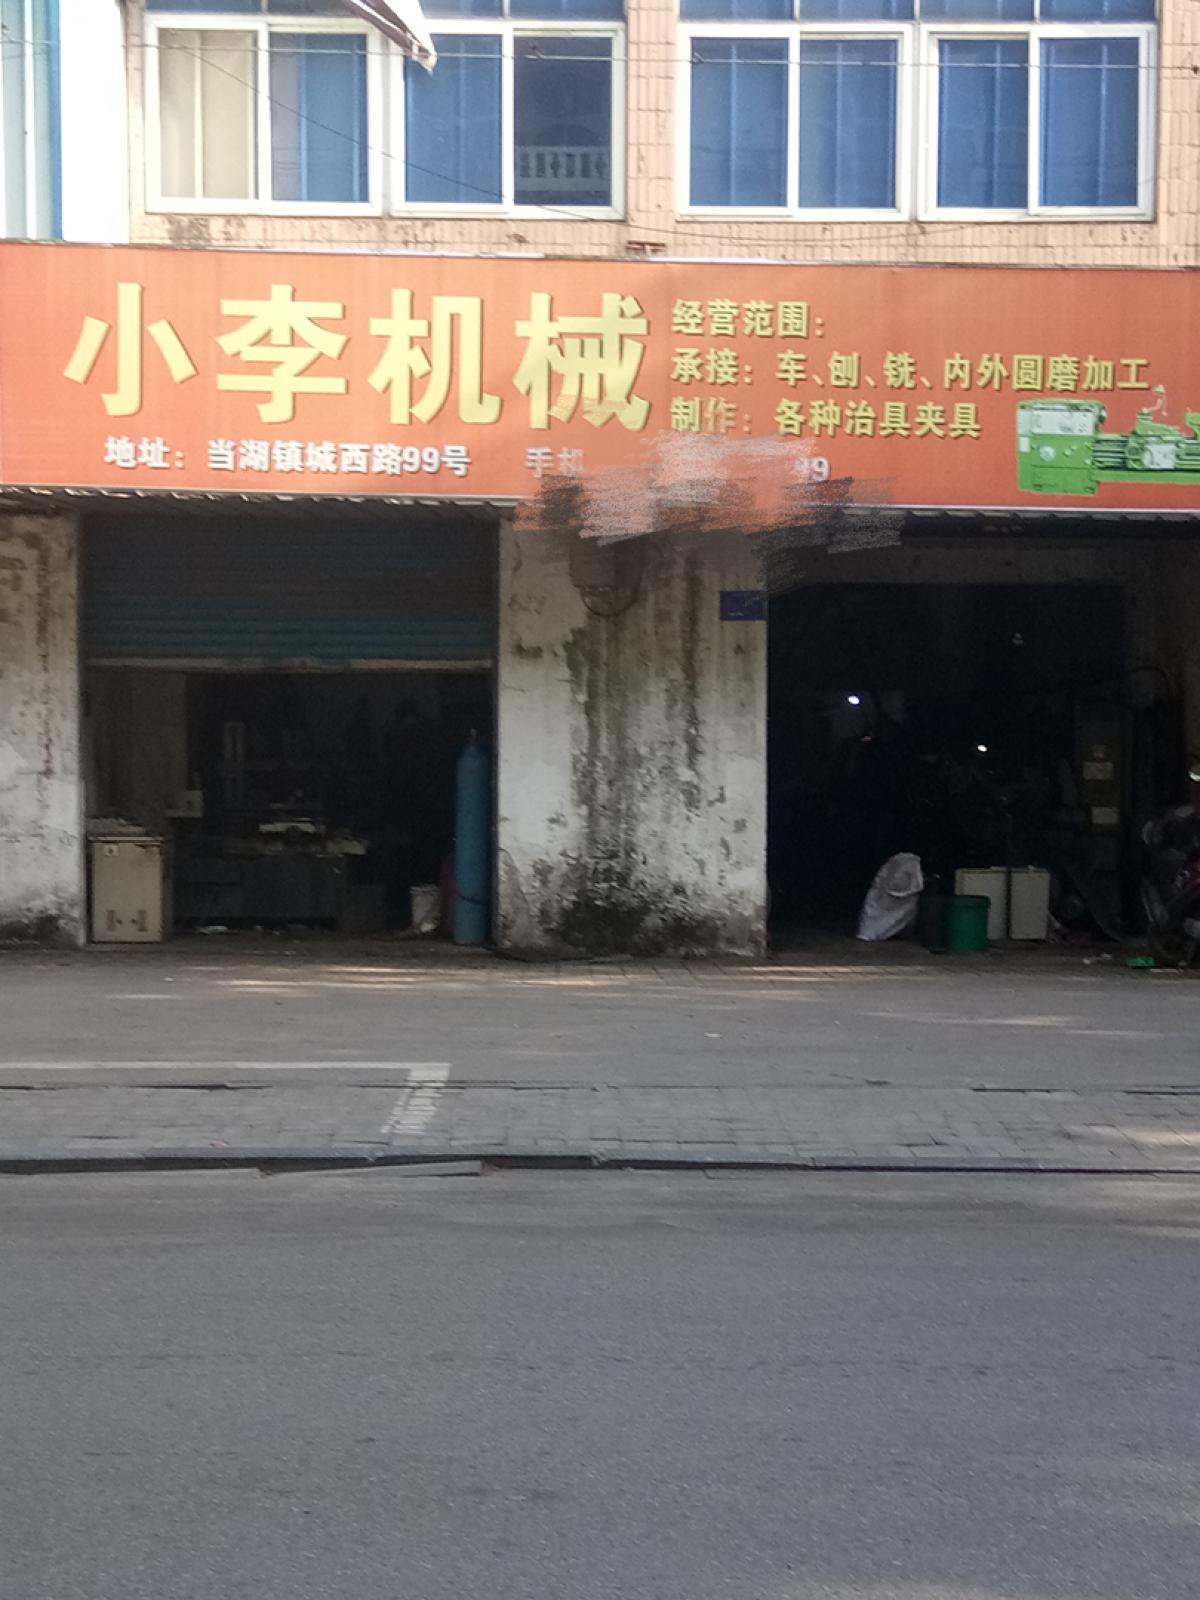 小李机械
经营范围：
承接：车、刨、铣、内外圆磨加工
制作：各种治具夹具
地址：当湖镇城西路99号 手机